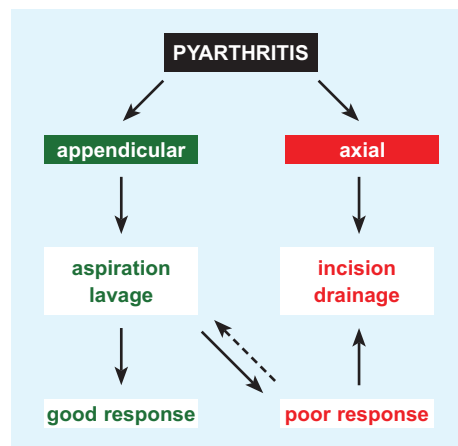 PYARTHRITIS
appendicular
axial
aspiration
lavage
incision
drainage
good response
poor response